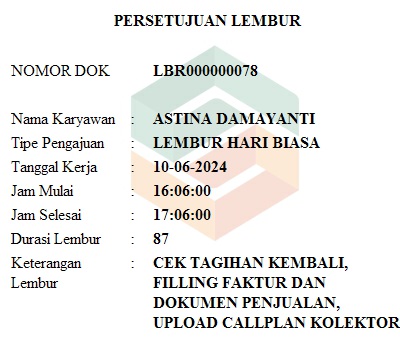 PERSETUJUAN LEMBUR
NOMOR DOK LBR000000078
Nama Karyawan : ASTINA DAMAYANTI
Tipe Pengajuan : LEMBUR HARI BIASA
Tanggal Kerja : 10-06-2024
Jam Mulai : 16:06:00
Jam Selesai : 17:06:00
Durasi Lembur : 87
Keterangan : CEK TAGIHAN KEMBALI,
Lembur FILLING FAKTUR DAN
DOKUMEN PENJUALAN,
UPLOAD CALLPLAN KOLEKTOR